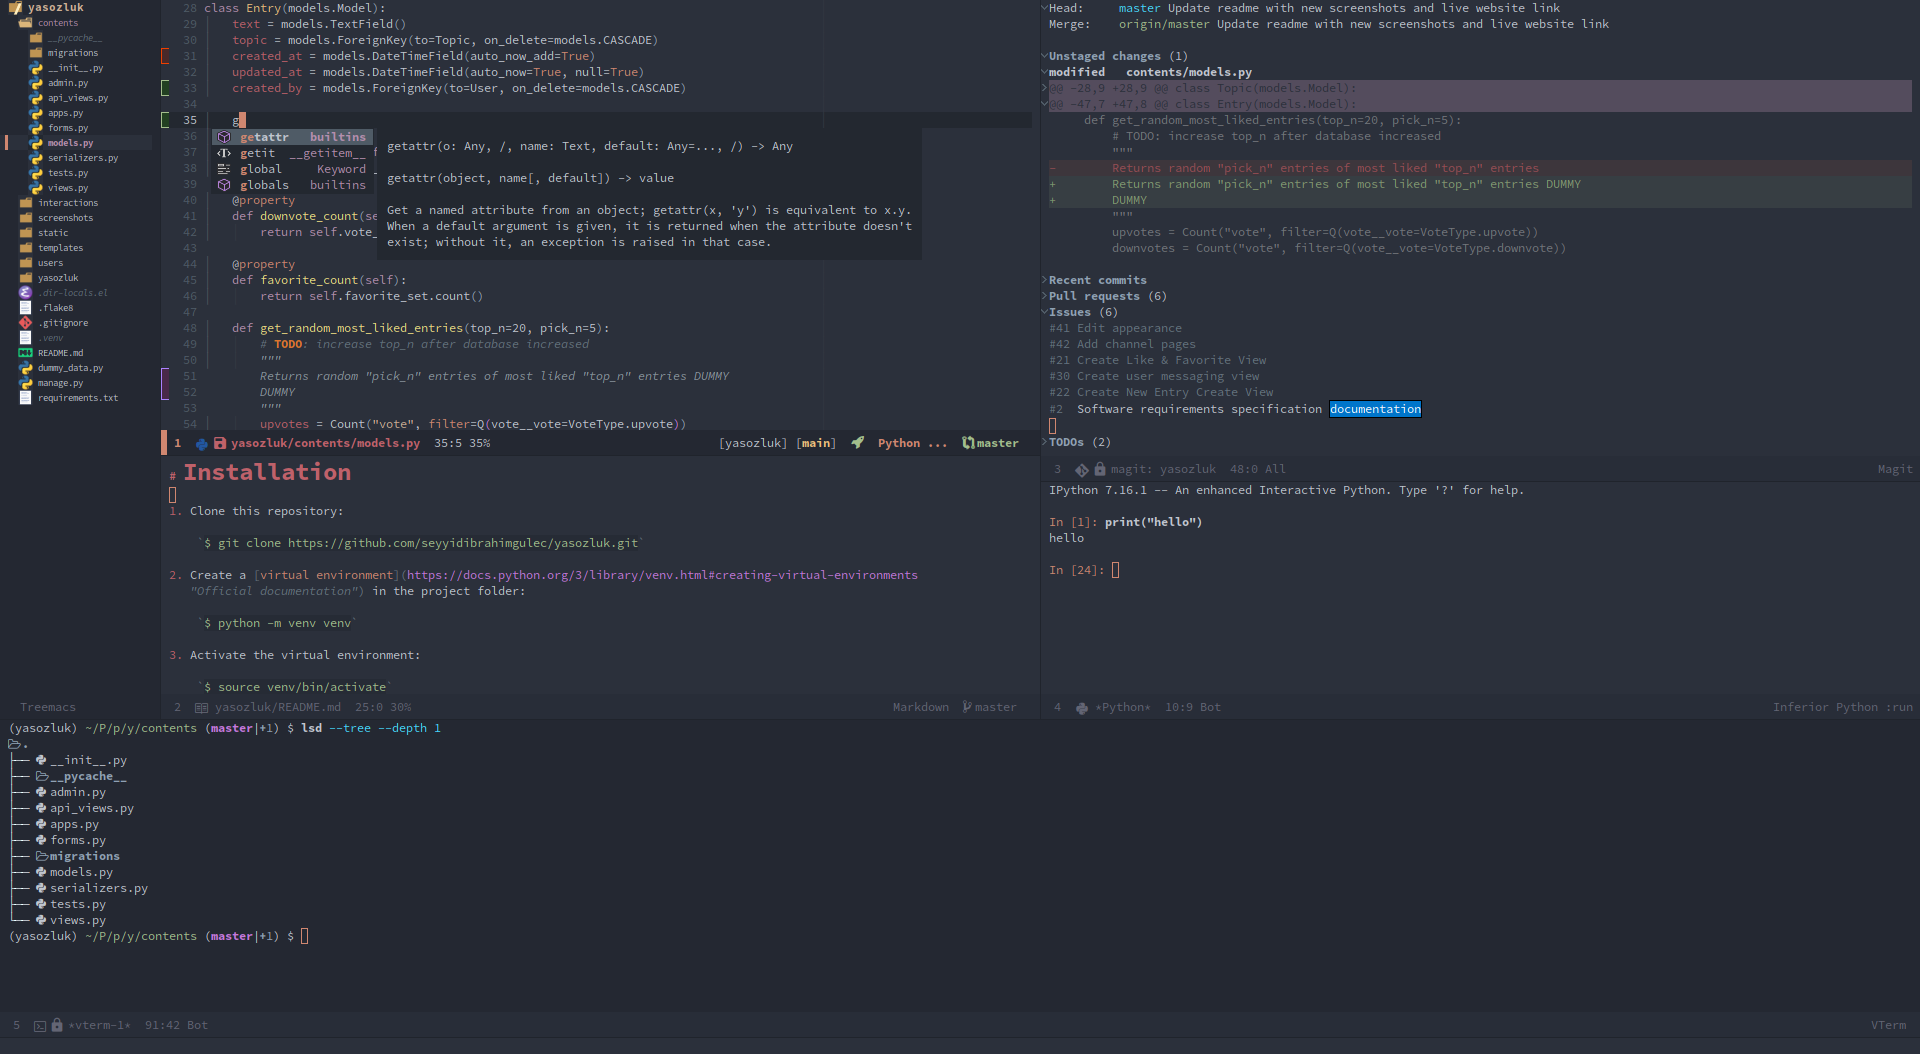 yasozluk
contents
__pycache__
migrations
__init__.py
admin.py
api_views.py
apps.py
forms.py
models.py
serializers.py
tests.py
views.py
interactions
screenshots
static
templates
users
yasozluk
.dir-locals.el
.flake8
.gitignore
.venv
README.md
dummy_data.py
manage.py
requirements.txt
Treemacs
28 class Entry(models.Model):
29 text = models.TextField()
30 topic = models.ForeignKey(to=Topic, on_delete=models.CASCADE)
31 created_at = models.DateTimeField(auto_now_add=True)
32 updated_at = models.DateTimeField(auto_now=True, null=True)
33 created_by = models.ForeignKey(to=User, on_delete=models.CASCADE)
34
35 g
36
37
38
39
getattr builtins
getit __getitem__ f
global Keyword
globals builtins
getattr(o: Any, /, name: Text, default: Any=..., /) -> Any
getattr(object, name[, default]) -> value
Get a named attribute from an object; getattr(x, 'y') is equivalent to x.y.
When a default argument is given, it is returned when the attribute doesn't
exist; without it, an exception is raised in that case.
40 @property
41 def downvote_count(se
42 return self.vote_
43
44 @property
45 def favorite_count(self):
46 return self.favorite_set.count()
47
48 def get_random_most_liked_entries(top_n=20, pick_n=5):
49 # TODO: increase top_n after database increased
50 """
51 Returns random "pick_n" entries of most liked "top_n" entries DUMMY
52 DUMMY
53 """
54 upvotes = Count("vote", filter=Q(vote__vote=VoteType.upvote))
1 yasozluk/contents/models.py 35:5 35% [yasozluk] [main] Python ... master
# Installation
1. Clone this repository:
`$ git clone https://github.com/seyyidibrahimgulec/yasozluk.git`
2. Create a [virtual environment](https://docs.python.org/3/library/venv.html#creating-virtual-environments
"Official documentation") in the project folder:
`$ python -m venv venv`
3. Activate the virtual environment:
`$ source venv/bin/activate`
2 yasozluk/README.md 25:0 30% Markdown master
Head: master Update readme with new screenshots and live website link
Merge: origin/master Update readme with new screenshots and live website link
Unstaged changes (1)
modified contents/models.py
@@ -28,9 +28,9 @@ class Topic(models.Model):
@@ -47,7 +47,8 @@ class Entry(models.Model):
def get_random_most_liked_entries(top_n=20, pick_n=5):
# TODO: increase top_n after database increased
"""
- Returns random "pick_n" entries of most liked "top_n" entries
+ Returns random "pick_n" entries of most liked "top_n" entries DUMMY
+ DUMMY
"""
upvotes = Count("vote", filter=Q(vote__vote=VoteType.upvote))
downvotes = Count("vote", filter=Q(vote__vote=VoteType.downvote))
Recent commits
Pull requests (6)
Issues (6)
#41 Edit appearance
#42 Add channel pages
#21 Create Like & Favorite View
#30 Create user messaging view
#22 Create New Entry Create View
#2 Software requirements specification documentation
TODOs (2)
3 magit: yasozluk 48:0 All Magit
IPython 7.16.1 -- An enhanced Interactive Python. Type '?' for help.
In [1]: print("hello")
hello
In [24]:
4 *Python* 10:9 Bot Inferior Python :run
(yasozluk) ~/P/p/y/contents (master|+1) $ lsd --tree --depth 1
.
├── __init__.py
├── __pycache__
├── admin.py
├── api_views.py
├── apps.py
├── forms.py
├── migrations
├── models.py
├── serializers.py
├── tests.py
└── views.py
(yasozluk) ~/P/p/y/contents (master|+1) $
5 *vterm-1* 91:42 Bot VTerm